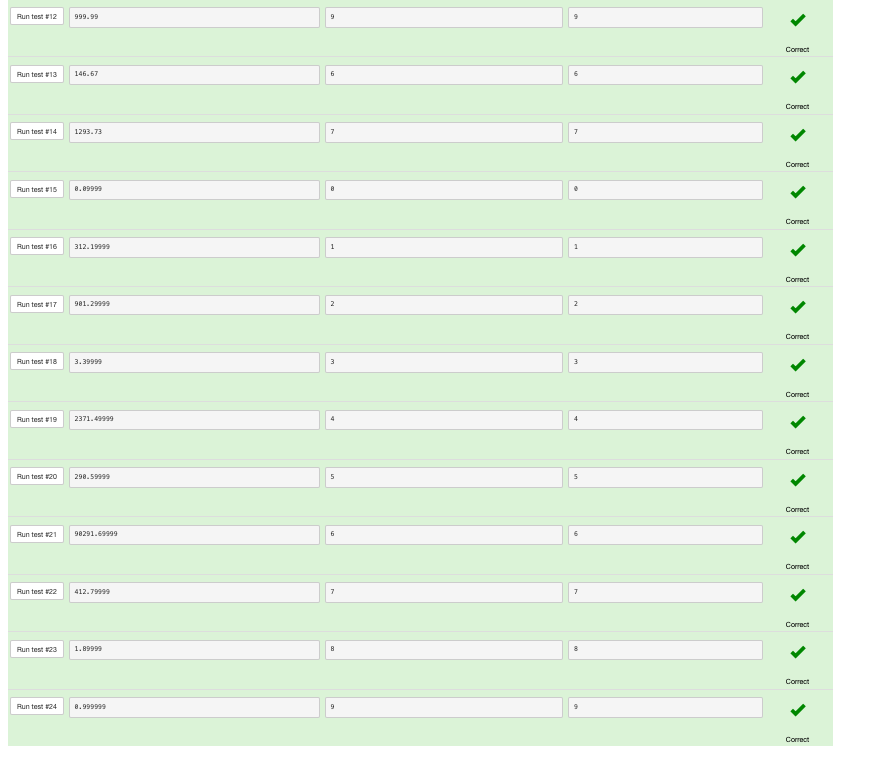 Run test #12 999.99 9 9
Correct
Run test #13 146.67 6 6
Correct
Run test #14 1293.73 7 7
Correct
Run test #15 0.09999 0 0
Correct
Run test #16 312.19999 1 1
Correct
Run test #17 901.29999 2 2
Correct
Run test #18 3.39999 3 3
Correct
Run test #19 2371.49999 4 4
Correct
Run test #20 290.59999 5 5
Correct
Run test #21 90291.69999 6 6
Correct
Run test #22 412.79999 7 7
Correct
Run test #23 1.89999 8 8
Correct
Run test #24 0.999999 9 9
Correct